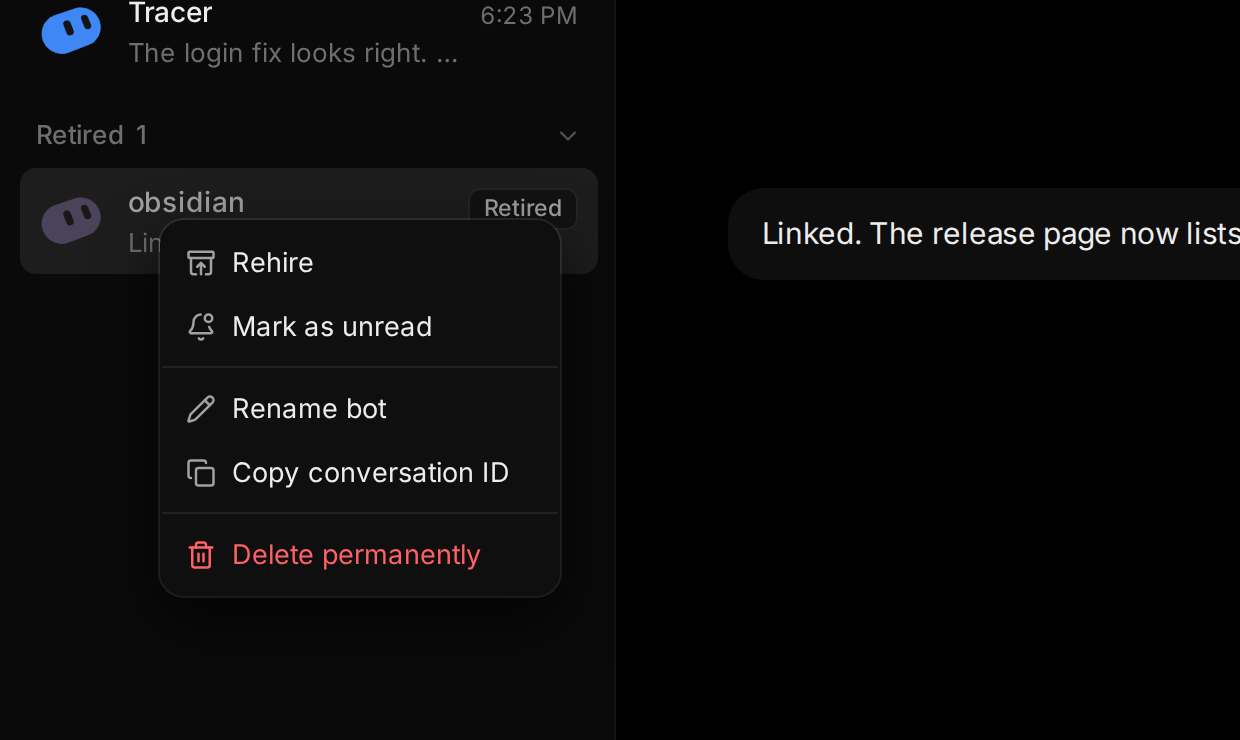 Tracer
6:23 PM
The login fix looks right. ...
Retired 1
obsidian
Retired
Lin
Rehire
Mark as unread
Rename bot
Copy conversation ID
Delete permanently
Linked. The release page now lists